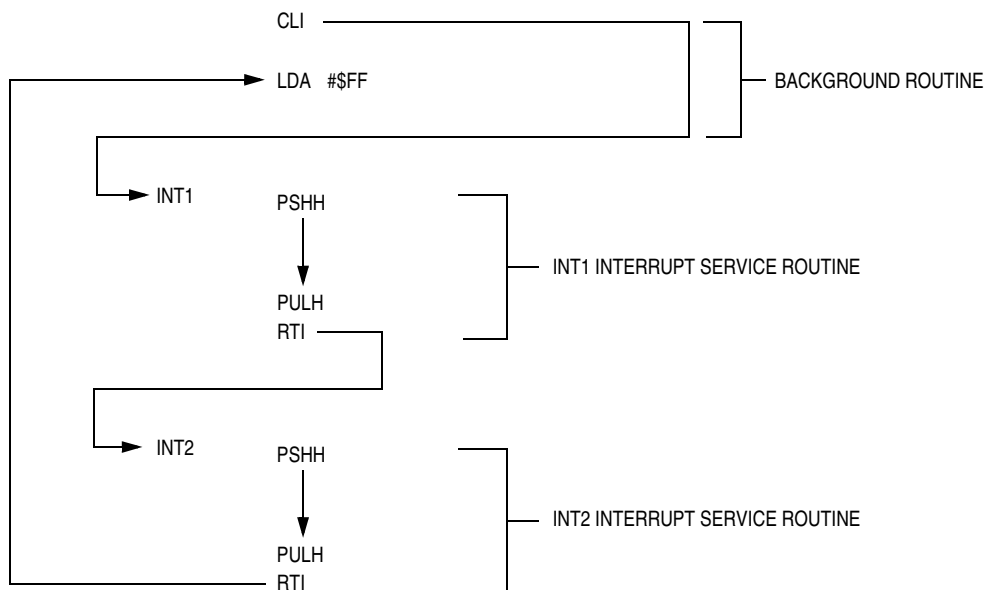 CLI
LDA #$FF
BACKGROUND ROUTINE
INT1
PSHH
INT1 INTERRUPT SERVICE ROUTINE
PULH
RTI
INT2
PSHH
INT2 INTERRUPT SERVICE ROUTINE
PULH
RTI